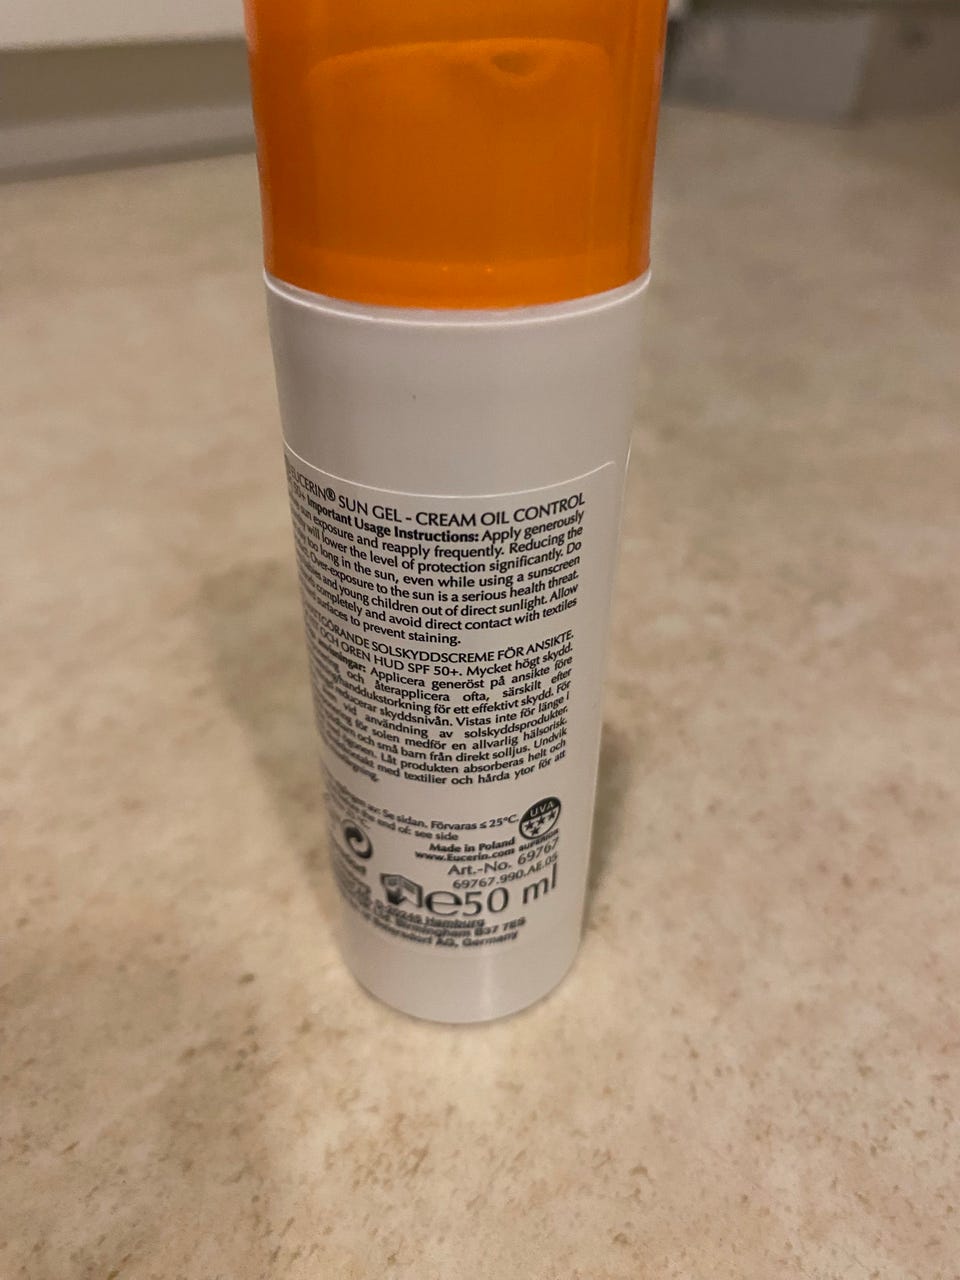 EUCERIN® SUN GEL - CREAM OIL CONTROL
50+ Important Usage Instructions: Apply generously
sun exposure and reapply frequently. Reducing the
will lower the level of protection significantly. Do
too long in the sun, even while using a sunscreen
Over-exposure to the sun is a serious health threat.
and young children out of direct sunlight. Allow
completely and avoid direct contact with textiles
surfaces to prevent staining.
SOLSKYDDSCREME FÖR ANSIKTE.
OCH OREN HUD SPF 50+. Mycket högt skydd.
Applicera generöst på ansikte före
och återapplicera ofta, särskilt efter
för ett effektivt skydd. För
reducerar skyddsnivån. Vistas inte för länge i
vid användning av solskyddsprodukter.
för solen medför en allvarlig hälsorisk.
och små barn från direkt solljus. Undvik
Låt produkten absorberas helt och
med textilier och hårda ytor för att
Se sidan. Förvaras ≤ 25°C.
the end of: see side
UVA
SUPERIOR
Made in Poland
www.Eucerin.com
Art.-No. 69767
69767.990.AE.05
e50 ml
Hamburg
Birmingham B37 7ES
Beiersdorf AG, Germany